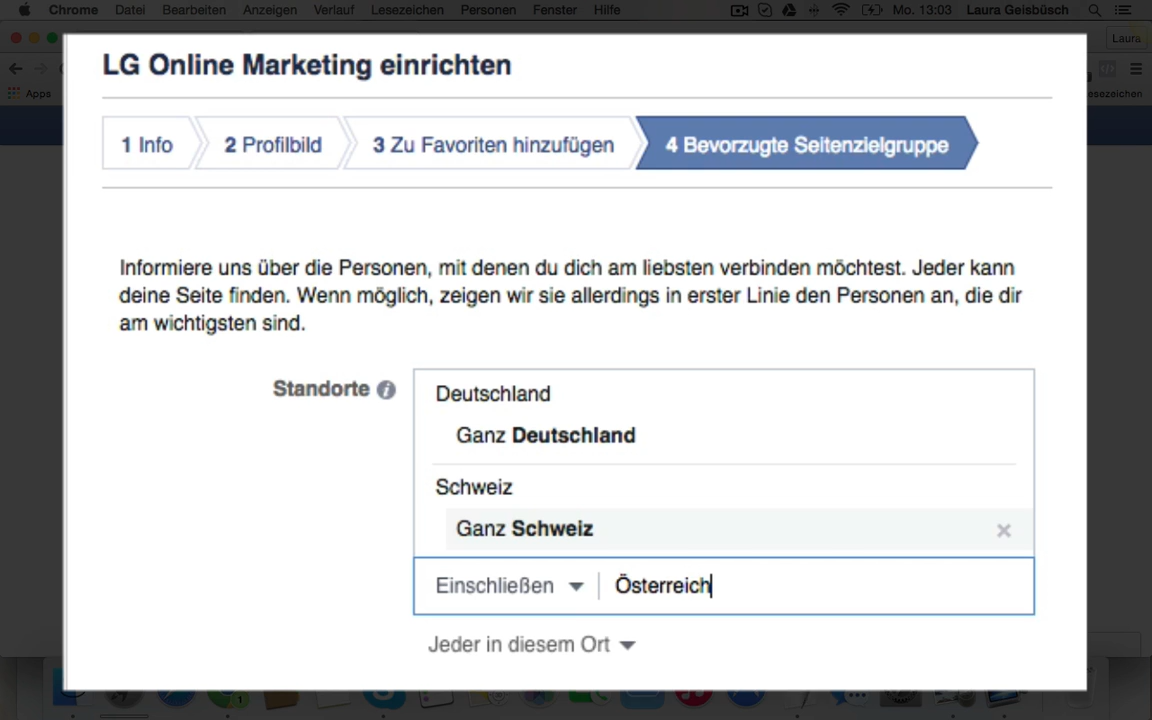 Chrome Datei Bearbeiten Anzeigen Verlauf Lesezeichen Personen Fenster Hilfe Mo. 13:03 Laura Geisbüsch
Laura
Apps
esezeichen
LG Online Marketing einrichten
1 Info 2 Profilbild 3 Zu Favoriten hinzufügen 4 Bevorzugte Seitenzielgruppe
Informiere uns über die Personen, mit denen du dich am liebsten verbinden möchtest. Jeder kann
deine Seite finden. Wenn möglich, zeigen wir sie allerdings in erster Linie den Personen an, die dir
am wichtigsten sind.
Standorte
Deutschland
Ganz Deutschland
Schweiz
Ganz Schweiz
Einschließen Österreich
Jeder in diesem Ort